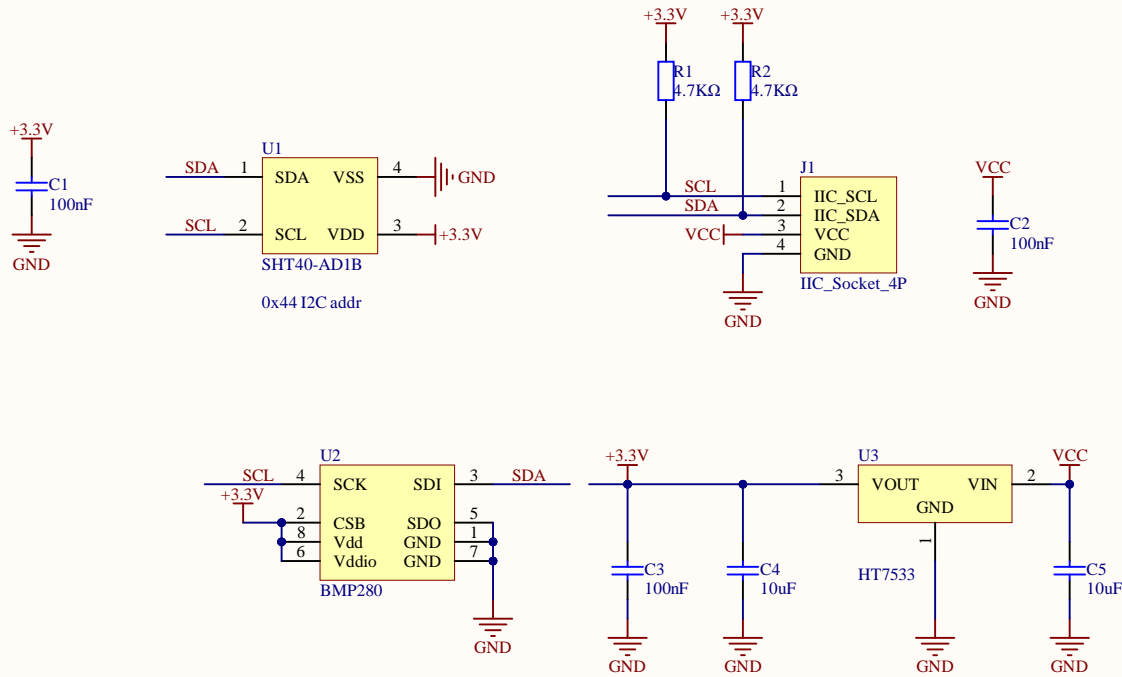 +3.3V
C1
100nF
GND
U1
SDA 1 SDA VSS 4 GND
SCL 2 SCL VDD 3 +3.3V
SHT40-AD1B
0x44 I2C addr
+3.3V +3.3V
R1 R2
4.7KΩ 4.7KΩ
J1
SCL 1 IIC_SCL
SDA 2 IIC_SDA
VCC 3 VCC
4 GND
GND
IIC_Socket_4P
VCC
C2
100nF
GND
U2
SCL 4 SCK SDI 3 SDA
+3.3V
2 CSB SDO 5
8 Vdd GND 1
6 Vddio GND 7
BMP280
GND
+3.3V
U3
VCC
3 VOUT VIN 2
GND
1
HT7533
C3
100nF
GND
C4
10uF
GND
GND
C5
10uF
GND